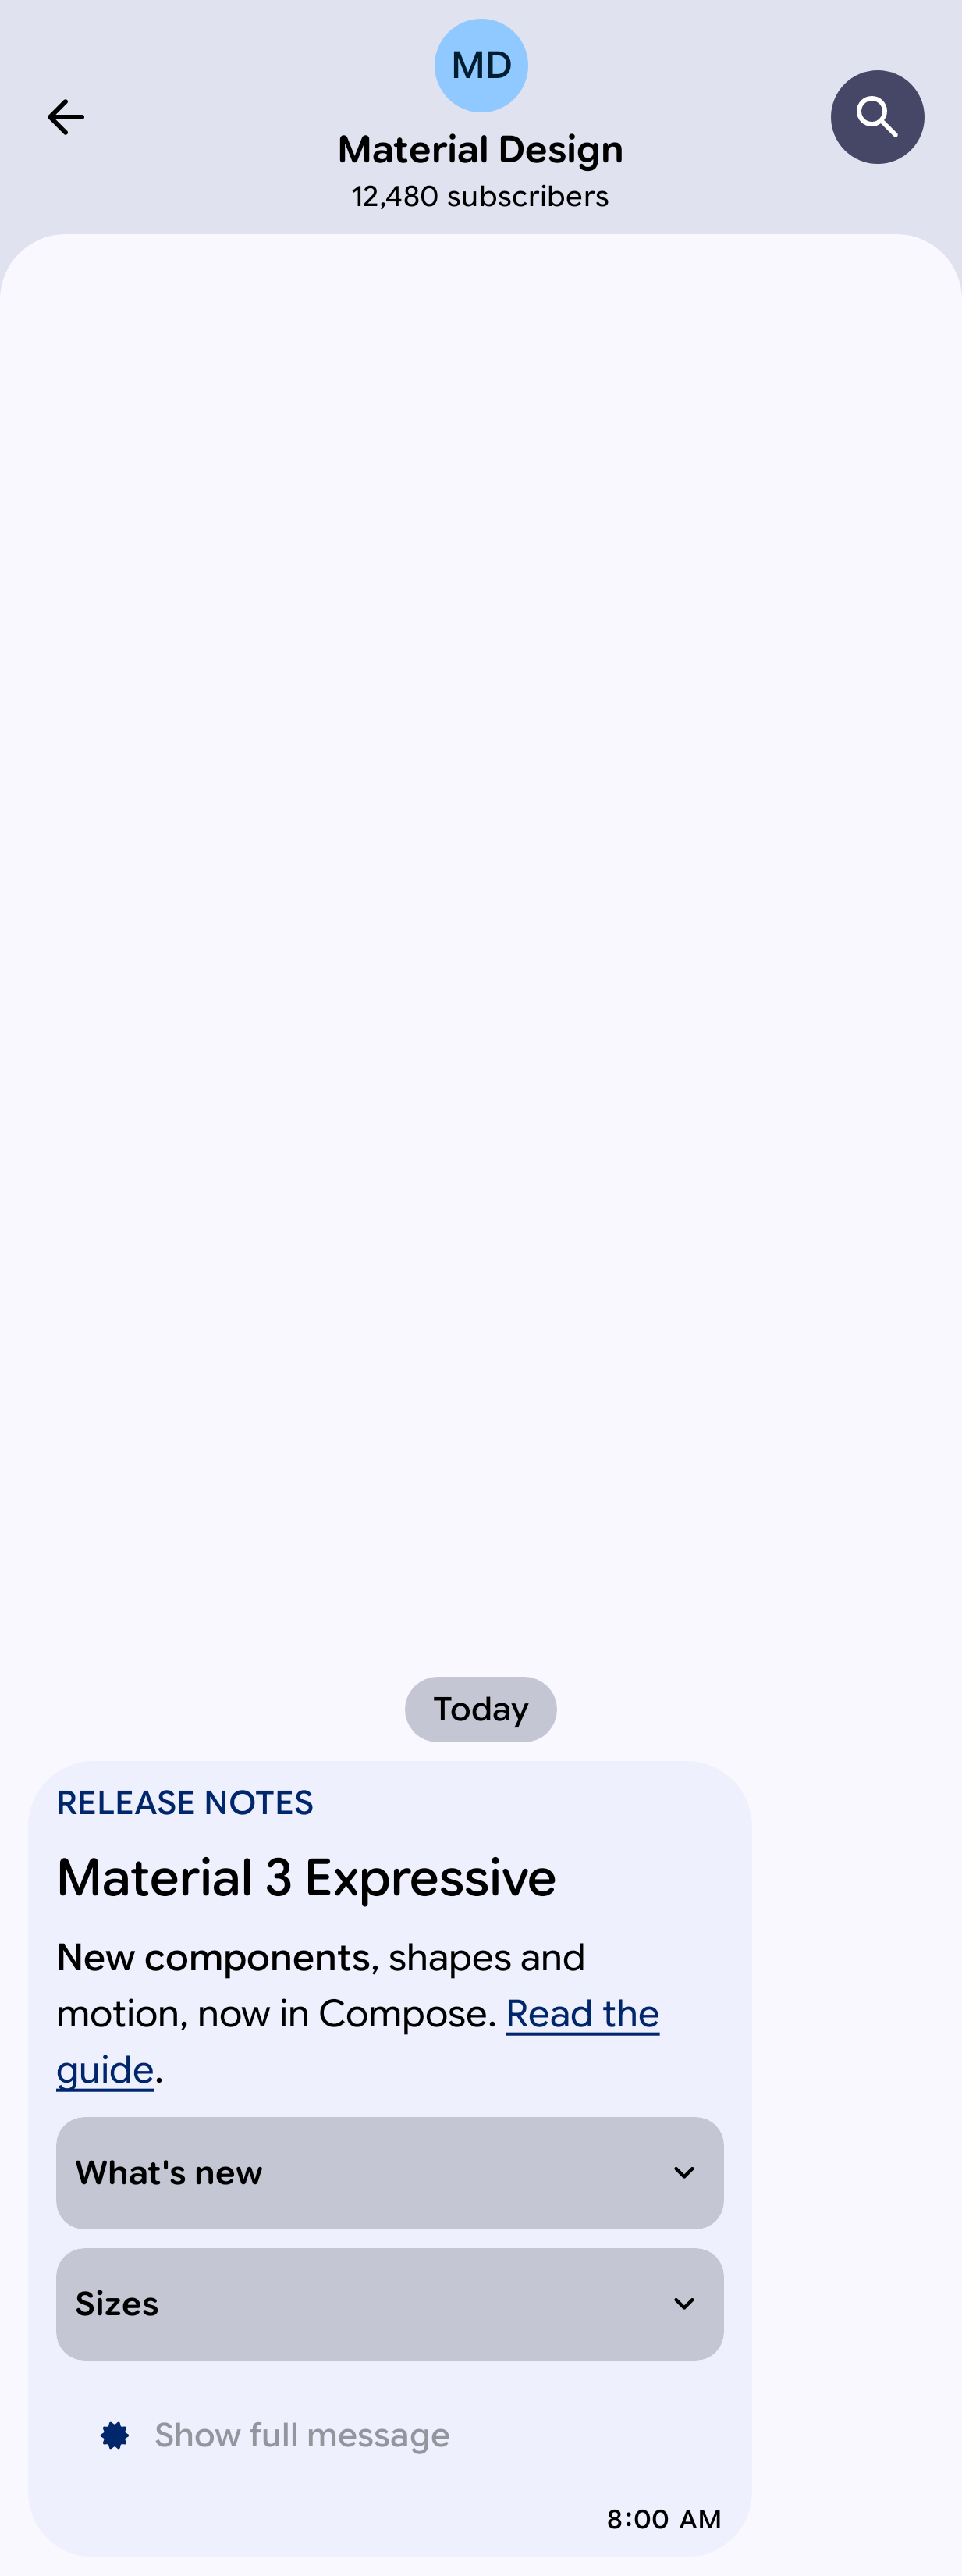 MD
Material Design
12,480 subscribers
Today
RELEASE NOTES
Material 3 Expressive
New components, shapes and
motion, now in Compose. Read the
guide.
What's new
Sizes
Show full message
8:00 AM